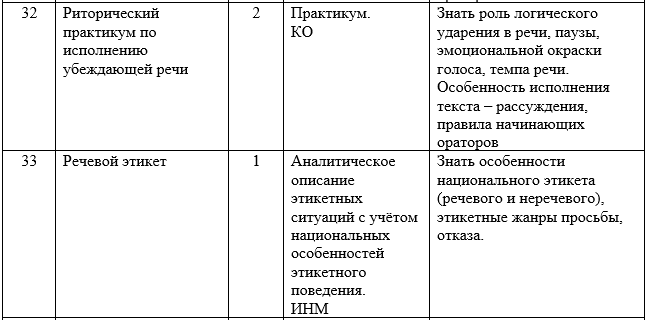 32
Риторический
практикум по
исполнению
убеждающей речи
2
Практикум.
КО
Знать роль логического
ударения в речи, паузы,
эмоциональной окраски
голоса, темпа речи.
Особенность исполнения
текста – рассуждения,
правила начинающих
ораторов
33
Речевой этикет
1
Аналитическое
описание
этикетных
ситуаций с учётом
национальных
особенностей
этикетного
поведения.
ИНМ
Знать особенности
национального этикета
(речевого и неречевого),
этикетные жанры просьбы,
отказа.